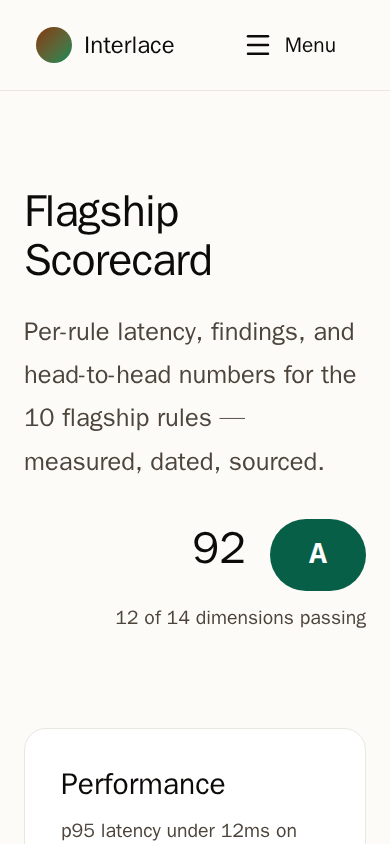 Interlace
Menu
Flagship
Scorecard
Per-rule latency, findings, and
head-to-head numbers for the
10 flagship rules —
measured, dated, sourced.
92
A
12 of 14 dimensions passing
Performance
p95 latency under 12ms on